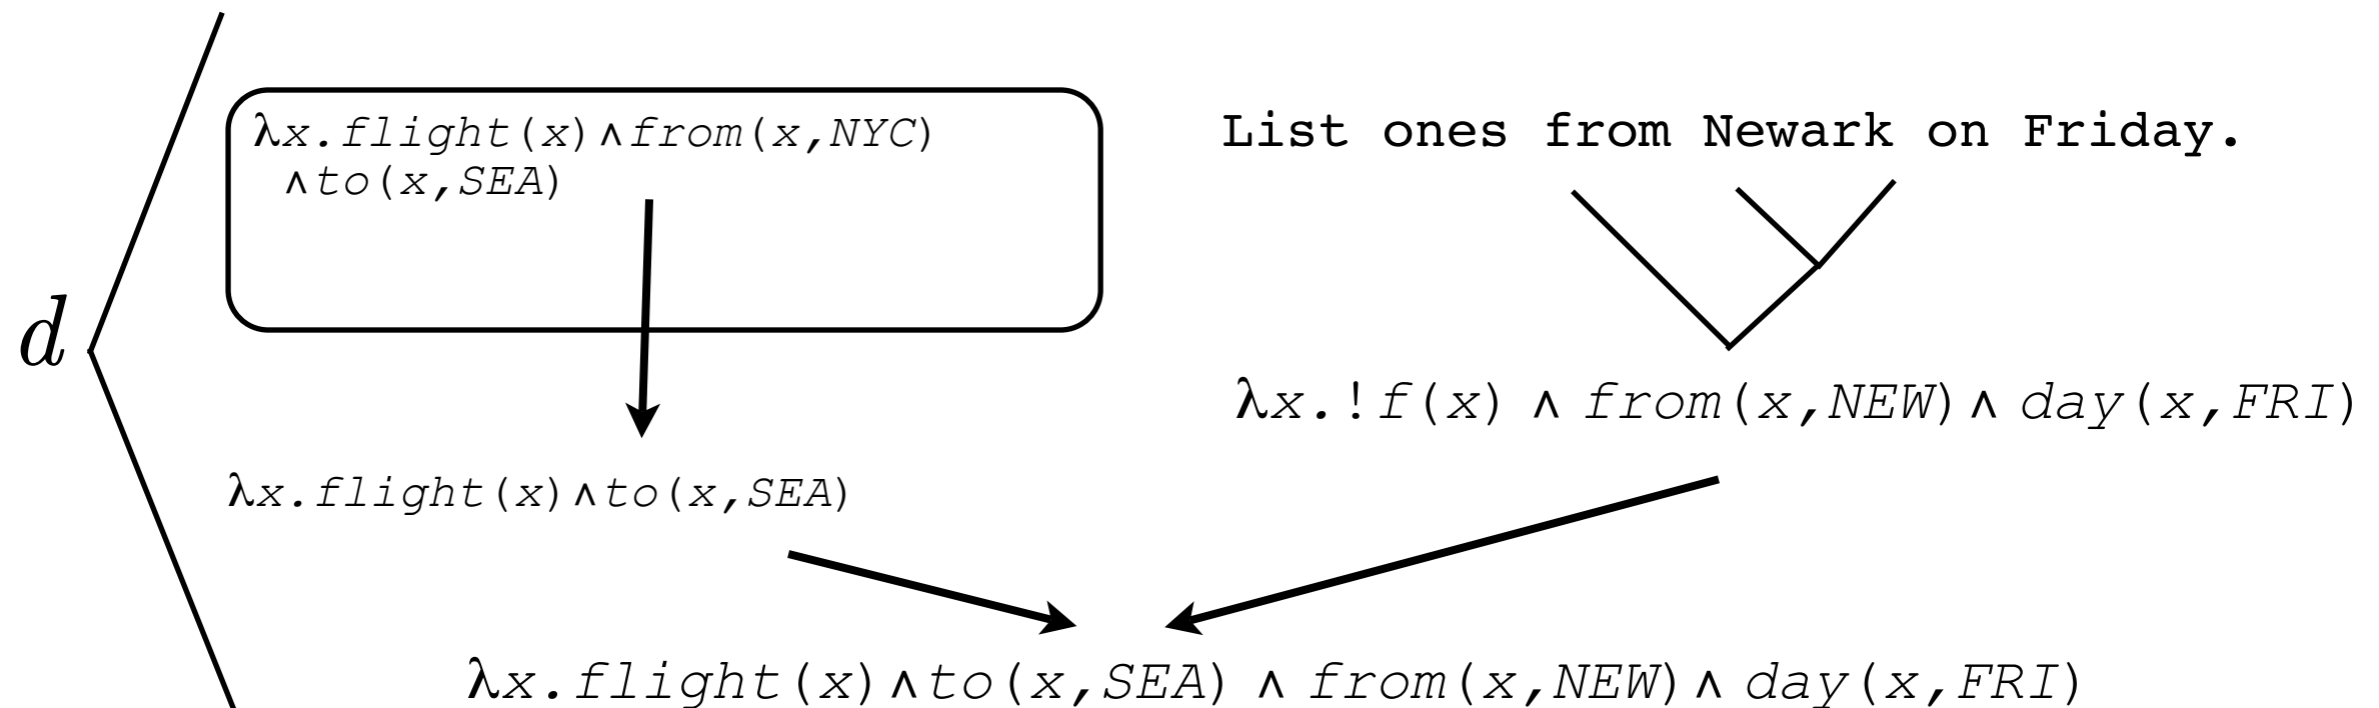 λx.flight(x)∧from(x,NYC)
∧to(x,SEA)
List ones from Newark on Friday.
d
λx.!f(x) ∧ from(x,NEW)∧ day(x,FRI)
λx.flight(x)∧to(x,SEA)
λx.flight(x)∧to(x,SEA) ∧ from(x,NEW)∧ day(x,FRI)